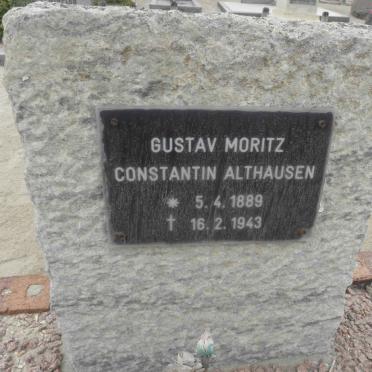 GUSTAV MORITZ
CONSTANTIN ALTHAUSEN
* 5. 4. 1889
† 16. 2. 1943